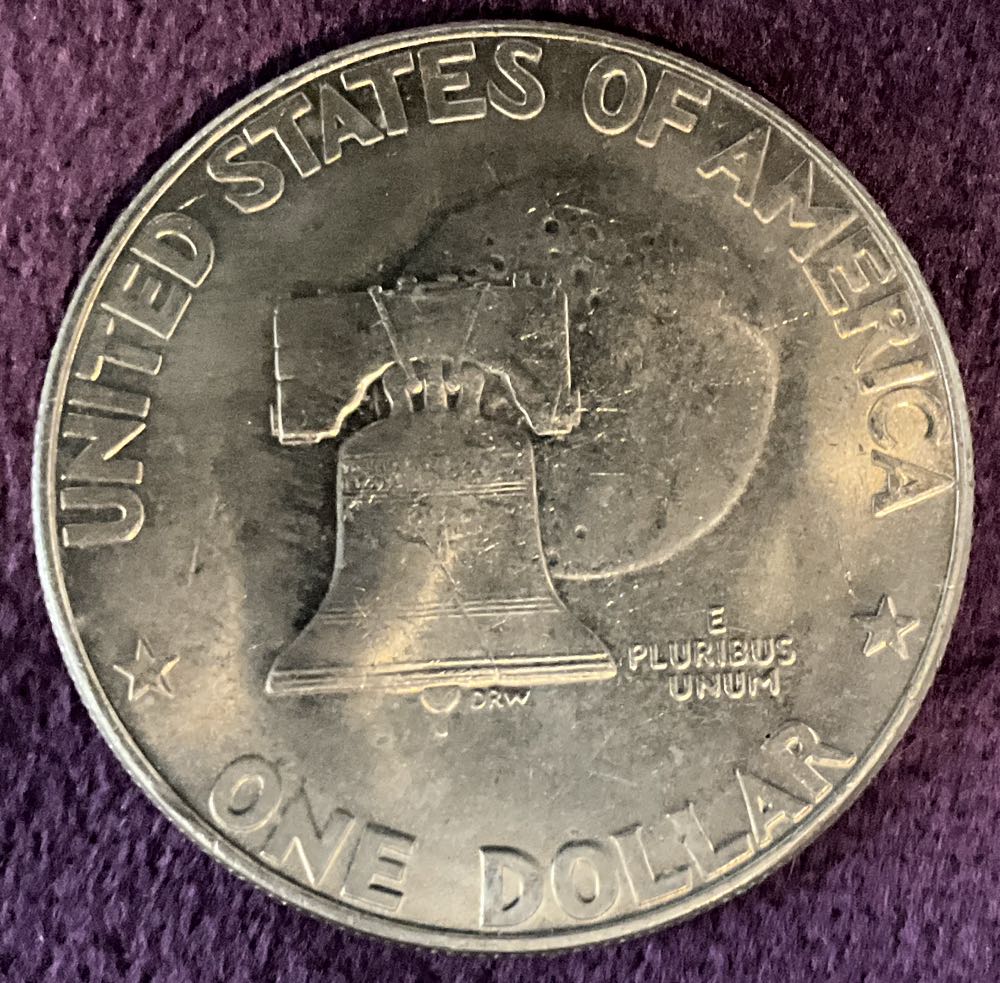 UNITED STATES OF AMERICA
E
PLURIBUS
UNUM
DRW
ONE DOLLAR